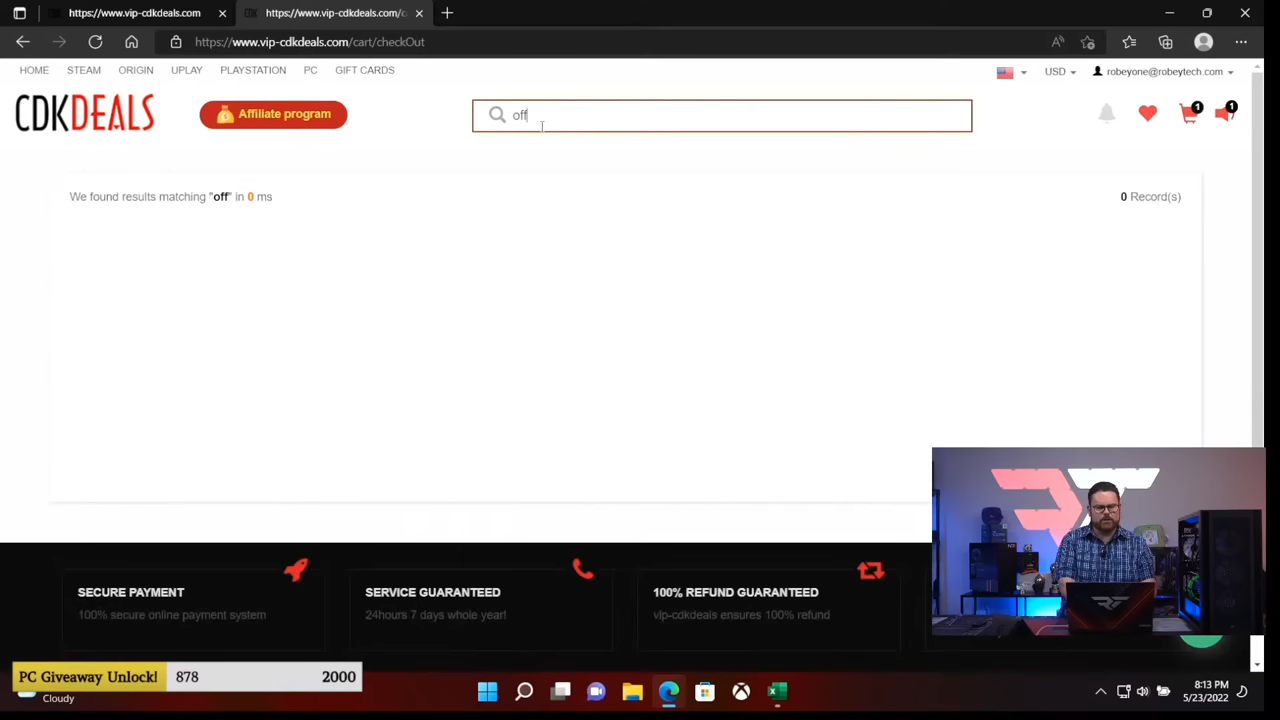 https://www.vip-cdkdeals.com
https://www.vip-cdkdeals.com/c
https://www.vip-cdkdeals.com/cart/checkOut
HOME STEAM ORIGIN UPLAY PLAYSTATION PC GIFT CARDS
USD robeyone@robeytech.com
CDKDEALS
Affiliate program
off
1
1
We found results matching "off" in 0 ms
0 Record(s)
SECURE PAYMENT
100% secure online payment system
SERVICE GUARANTEED
24hours 7 days whole year!
100% REFUND GUARANTEED
vip-cdkdeals ensures 100% refund
PC Giveaway Unlock! 878 2000
Cloudy
8:13 PM
5/23/2022